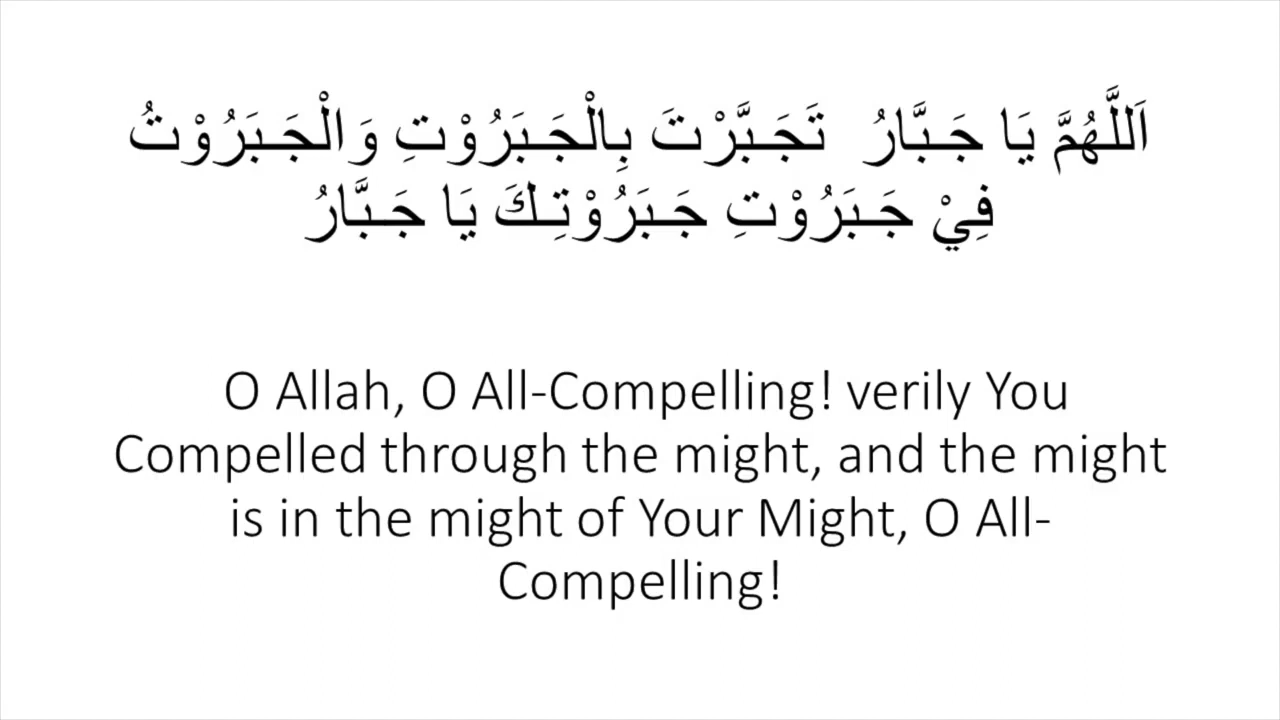 اَللَّهُمَّ يَا جَبَّارُ تَجَبَّرْتَ بِالْجَبَرُوْتِ وَالْجَبَرُوْتُ
فِيْ جَبَرُوْتِ جَبَرُوْتِكَ يَا جَبَّارُ
O Allah, O All-Compelling! verily You
Compelled through the might, and the might
is in the might of Your Might, O All-
Compelling!